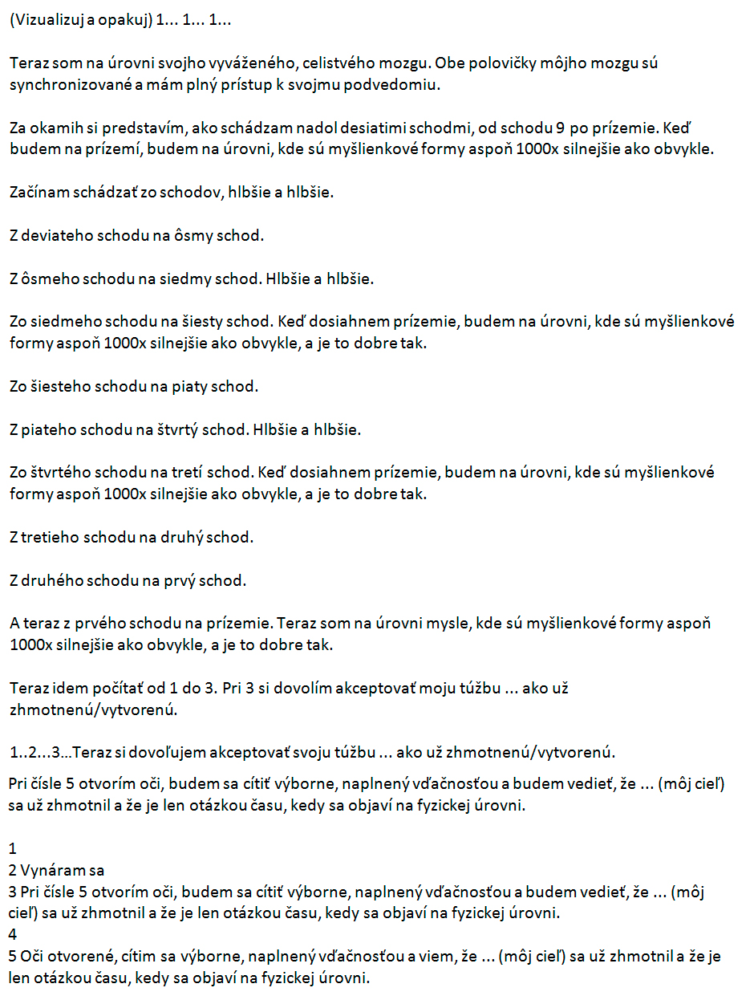 (Vizualizuj a opakuj) 1... 1... 1...
Teraz som na úrovni svojho vyváženého, celistvého mozgu. Obe polovičky môjho mozgu sú
synchronizované a mám plný prístup k svojmu podvedomiu.
Za okamih si predstavím, ako schádzam nadol desiatimi schodmi, od schodu 9 po prízemie. Keď
budem na prízemí, budem na úrovni, kde sú myšlienkové formy aspoň 1000x silnejšie ako obvykle.
Začínam schádzať zo schodov, hlbšie a hlbšie.
Z deviateho schodu na ôsmy schod.
Z ôsmeho schodu na siedmy schod. Hlbšie a hlbšie.
Zo siedmeho schodu na šiesty schod. Keď dosiahnem prízemie, budem na úrovni, kde sú myšlienkové
formy aspoň 1000x silnejšie ako obvykle, a je to dobre tak.
Zo šiesteho schodu na piaty schod.
Z piateho schodu na štvrtý schod. Hlbšie a hlbšie.
Zo štvrtého schodu na tretí schod. Keď dosiahnem prízemie, budem na úrovni, kde sú myšlienkové
formy aspoň 1000x silnejšie ako obvykle, a je to dobre tak.
Z tretieho schodu na druhý schod.
Z druhého schodu na prvý schod.
A teraz z prvého schodu na prízemie. Teraz som na úrovni mysle, kde sú myšlienkové formy aspoň
1000x silnejšie ako obvykle, a je to dobre tak.
Teraz idem počítať od 1 do 3. Pri 3 si dovolím akceptovať moju túžbu ... ako už
zhmotnenú/vytvorenú.
1..2...3...Teraz si dovoľujem akceptovať svoju túžbu ... ako už zhmotnenú/vytvorenú.
Pri čísle 5 otvorím oči, budem sa cítiť výborne, naplnený vďačnosťou a budem vedieť, že ... (môj cieľ)
sa už zhmotnil a že je len otázkou času, kedy sa objaví na fyzickej úrovni.
1
2 Vynáram sa
3 Pri čísle 5 otvorím oči, budem sa cítiť výborne, naplnený vďačnosťou a budem vedieť, že ... (môj
cieľ) sa už zhmotnil a že je len otázkou času, kedy sa objaví na fyzickej úrovni.
4
5 Oči otvorené, cítim sa výborne, naplnený vďačnosťou a viem, že ... (môj cieľ) sa už zhmotnil a že je
len otázkou času, kedy sa objaví na fyzickej úrovni.